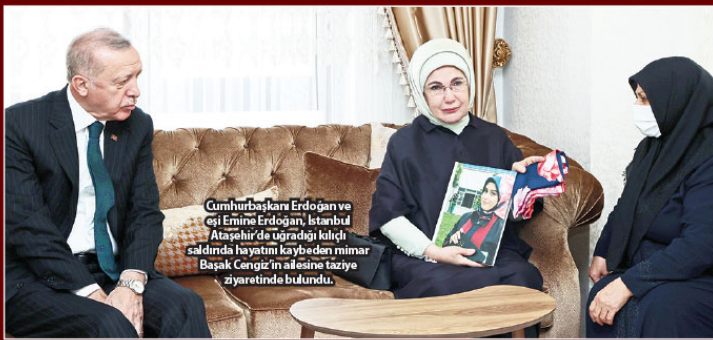 Cumhurbaşkanı Erdoğan ve
eşi Emine Erdoğan, İstanbul
Ataşehir'de uğradığı kılıçlı
saldırıda hayatını kaybeden mimar
Başak Cengiz'in ailesine taziye
ziyaretinde bulundu.